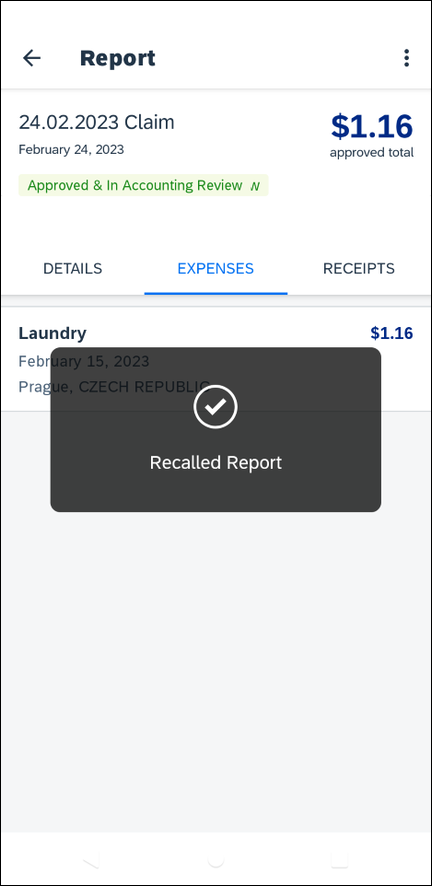 Report
24.02.2023 Claim
$1.16
February 24, 2023
approved total
Approved & In Accounting Review
DETAILS
EXPENSES
RECEIPTS
Laundry
$1.16
February 15, 2023
Prague, CZECH REPUBLIC
Recalled Report